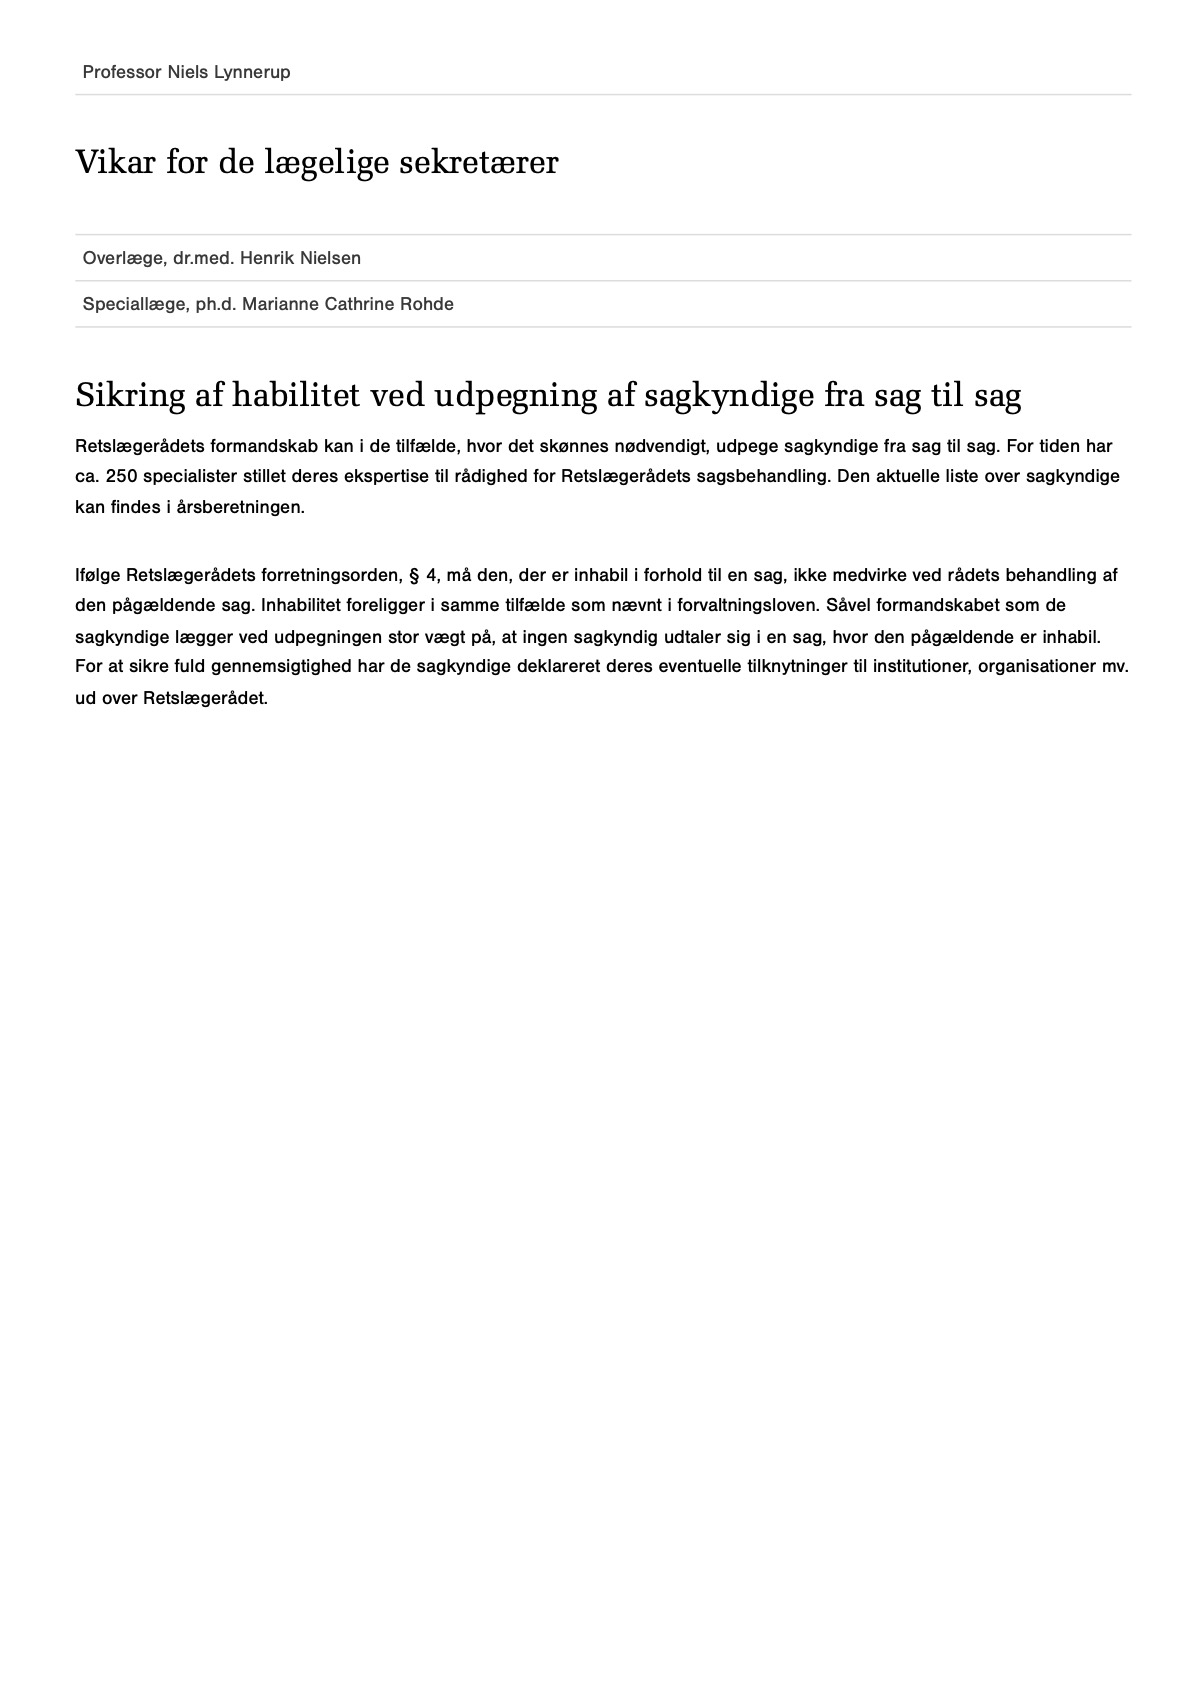 Professor Niels Lynnerup
Vikar for de lægelige sekretærer
Overlæge, dr.med. Henrik Nielsen
Speciallæge, ph.d. Marianne Cathrine Rohde
Sikring af habilitet ved udpegning af sagkyndige fra sag til sag
Retslægerådets formandskab kan i de tilfælde, hvor det skønnes nødvendigt, udpege sagkyndige fra sag til sag. For tiden har
ca. 250 specialister stillet deres ekspertise til rådighed for Retslægerådets sagsbehandling. Den aktuelle liste over sagkyndige
kan findes i årsberetningen.
Ifølge Retslægerådets forretningsorden, § 4, må den, der er inhabil i forhold til en sag, ikke medvirke ved rådets behandling af
den pågældende sag. Inhabilitet foreligger i samme tilfælde som nævnt i forvaltningsloven. Såvel formandskabet som de
sagkyndige lægger ved udpegningen stor vægt på, at ingen sagkyndig udtaler sig i en sag, hvor den pågældende er inhabil.
For at sikre fuld gennemsigtighed har de sagkyndige deklareret deres eventuelle tilknytninger til institutioner, organisationer mv.
ud over Retslægerådet.